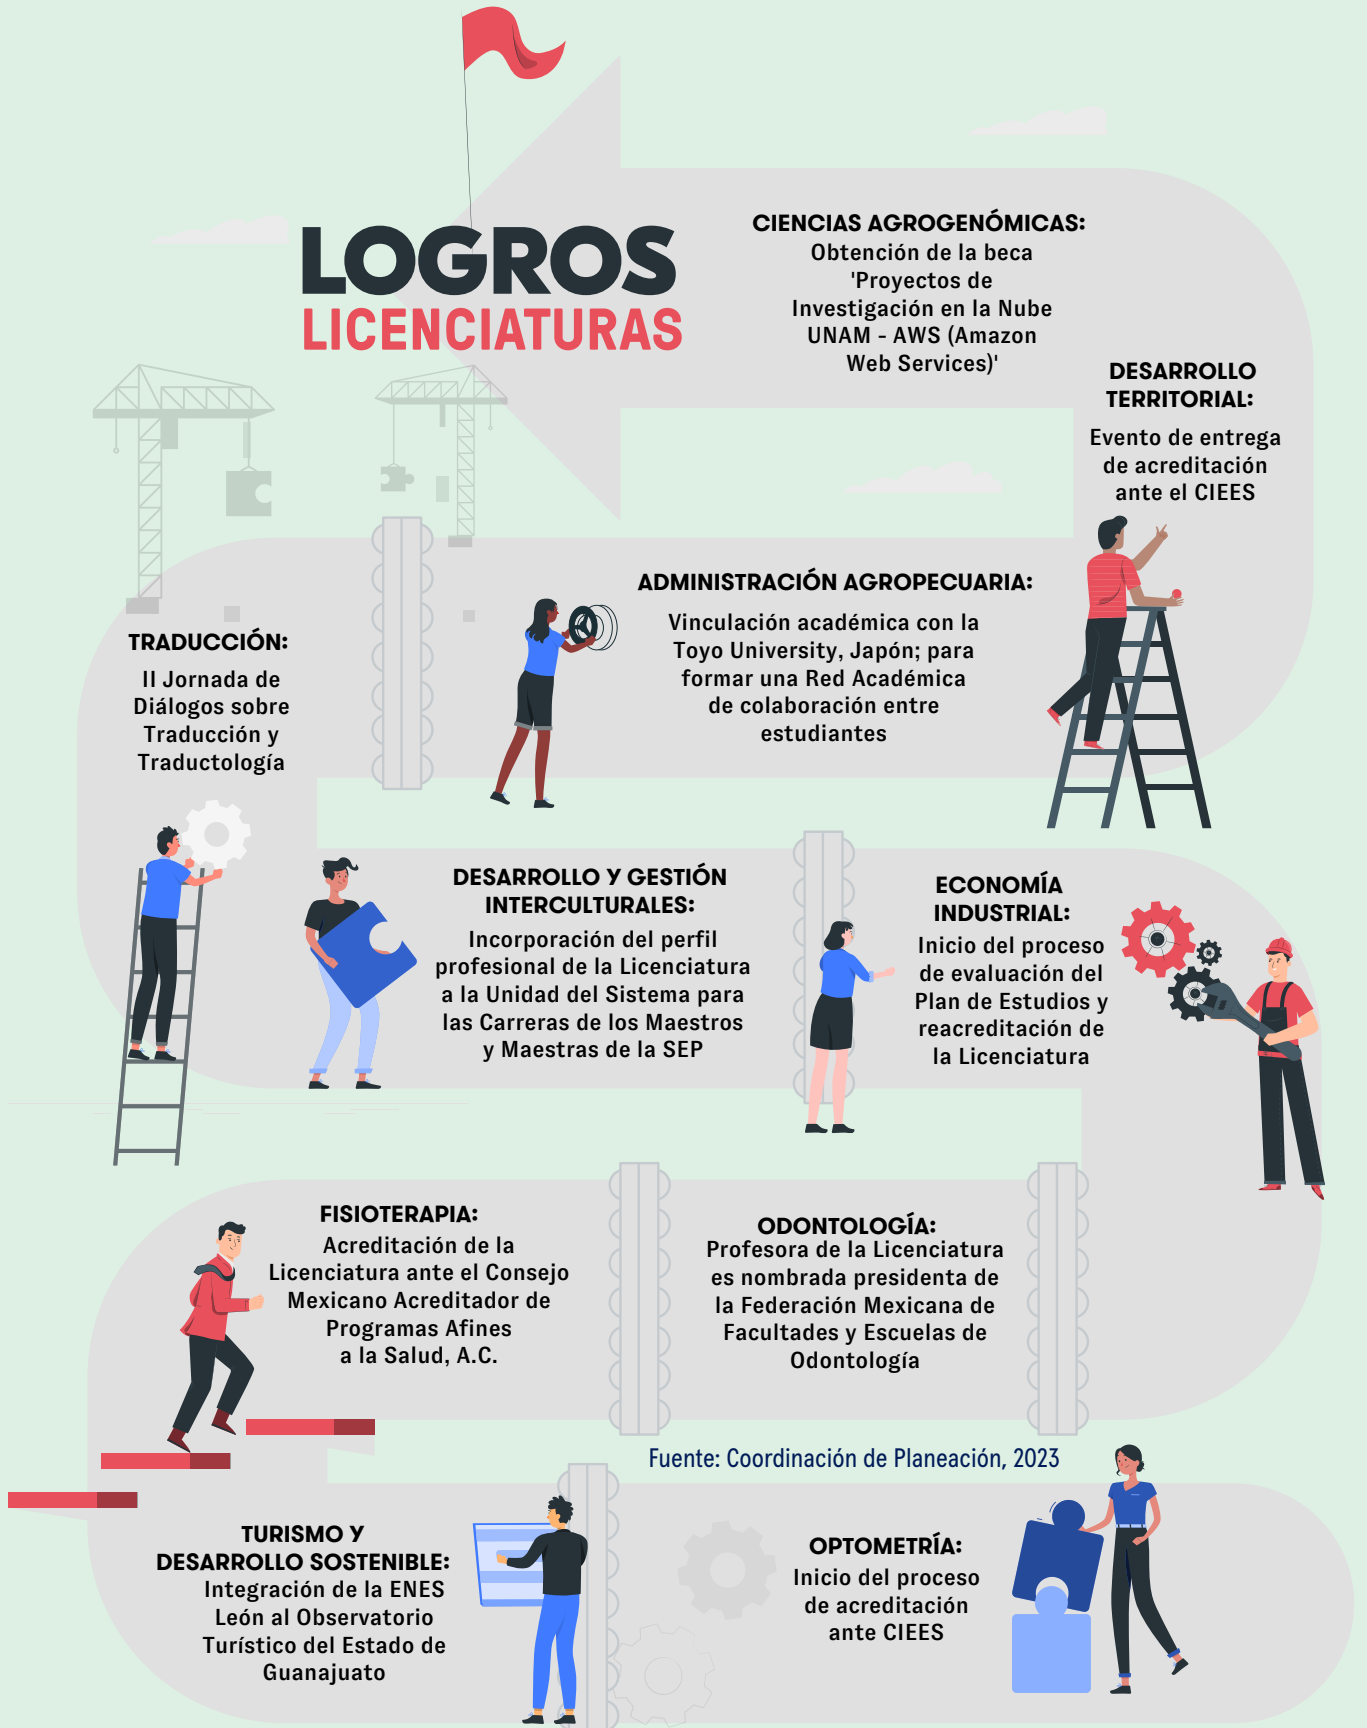 LOGROS
LICENCIATURAS
CIENCIAS AGROGENÓMICAS:
Obtención de la beca
'Proyectos de
Investigación en la Nube
UNAM - AWS (Amazon
Web Services)'
DESARROLLO
TERRITORIAL:
Evento de entrega
de acreditación
ante el CIEES
ADMINISTRACIÓN AGROPECUARIA:
Vinculación académica con la
Toyo University, Japón; para
formar una Red Académica
de colaboración entre
estudiantes
TRADUCCIÓN:
II Jornada de
Diálogos sobre
Traducción y
Traductología
DESARROLLO Y GESTIÓN
INTERCULTURALES:
Incorporación del perfil
profesional de la Licenciatura
a la Unidad del Sistema para
las Carreras de los Maestros
y Maestras de la SEP
ECONOMÍA
INDUSTRIAL:
Inicio del proceso
de evaluación del
Plan de Estudios y
reacreditación de
la Licenciatura
FISIOTERAPIA:
Acreditación de la
Licenciatura ante el Consejo
Mexicano Acreditador de
Programas Afines
a la Salud, A.C.
ODONTOLOGÍA:
Profesora de la Licenciatura
es nombrada presidenta de
la Federación Mexicana de
Facultades y Escuelas de
Odontología
Fuente: Coordinación de Planeación, 2023
TURISMO Y
DESARROLLO SOSTENIBLE:
Integración de la ENES
León al Observatorio
Turístico del Estado de
Guanajuato
OPTOMETRÍA:
Inicio del proceso
de acreditación
ante CIEES